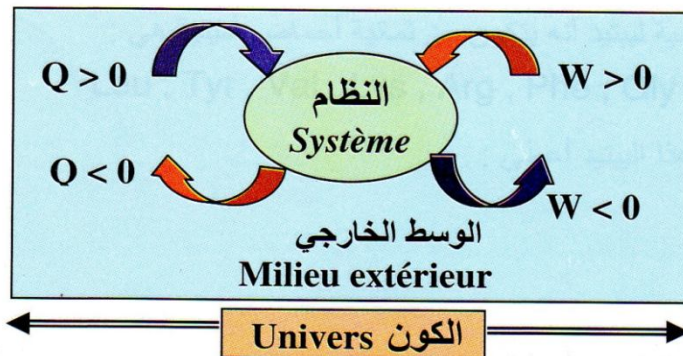 Q > 0
W > 0
النظام
Système
Q < 0
W < 0
الوسط الخارجي
Milieu extérieur
Univers الكون